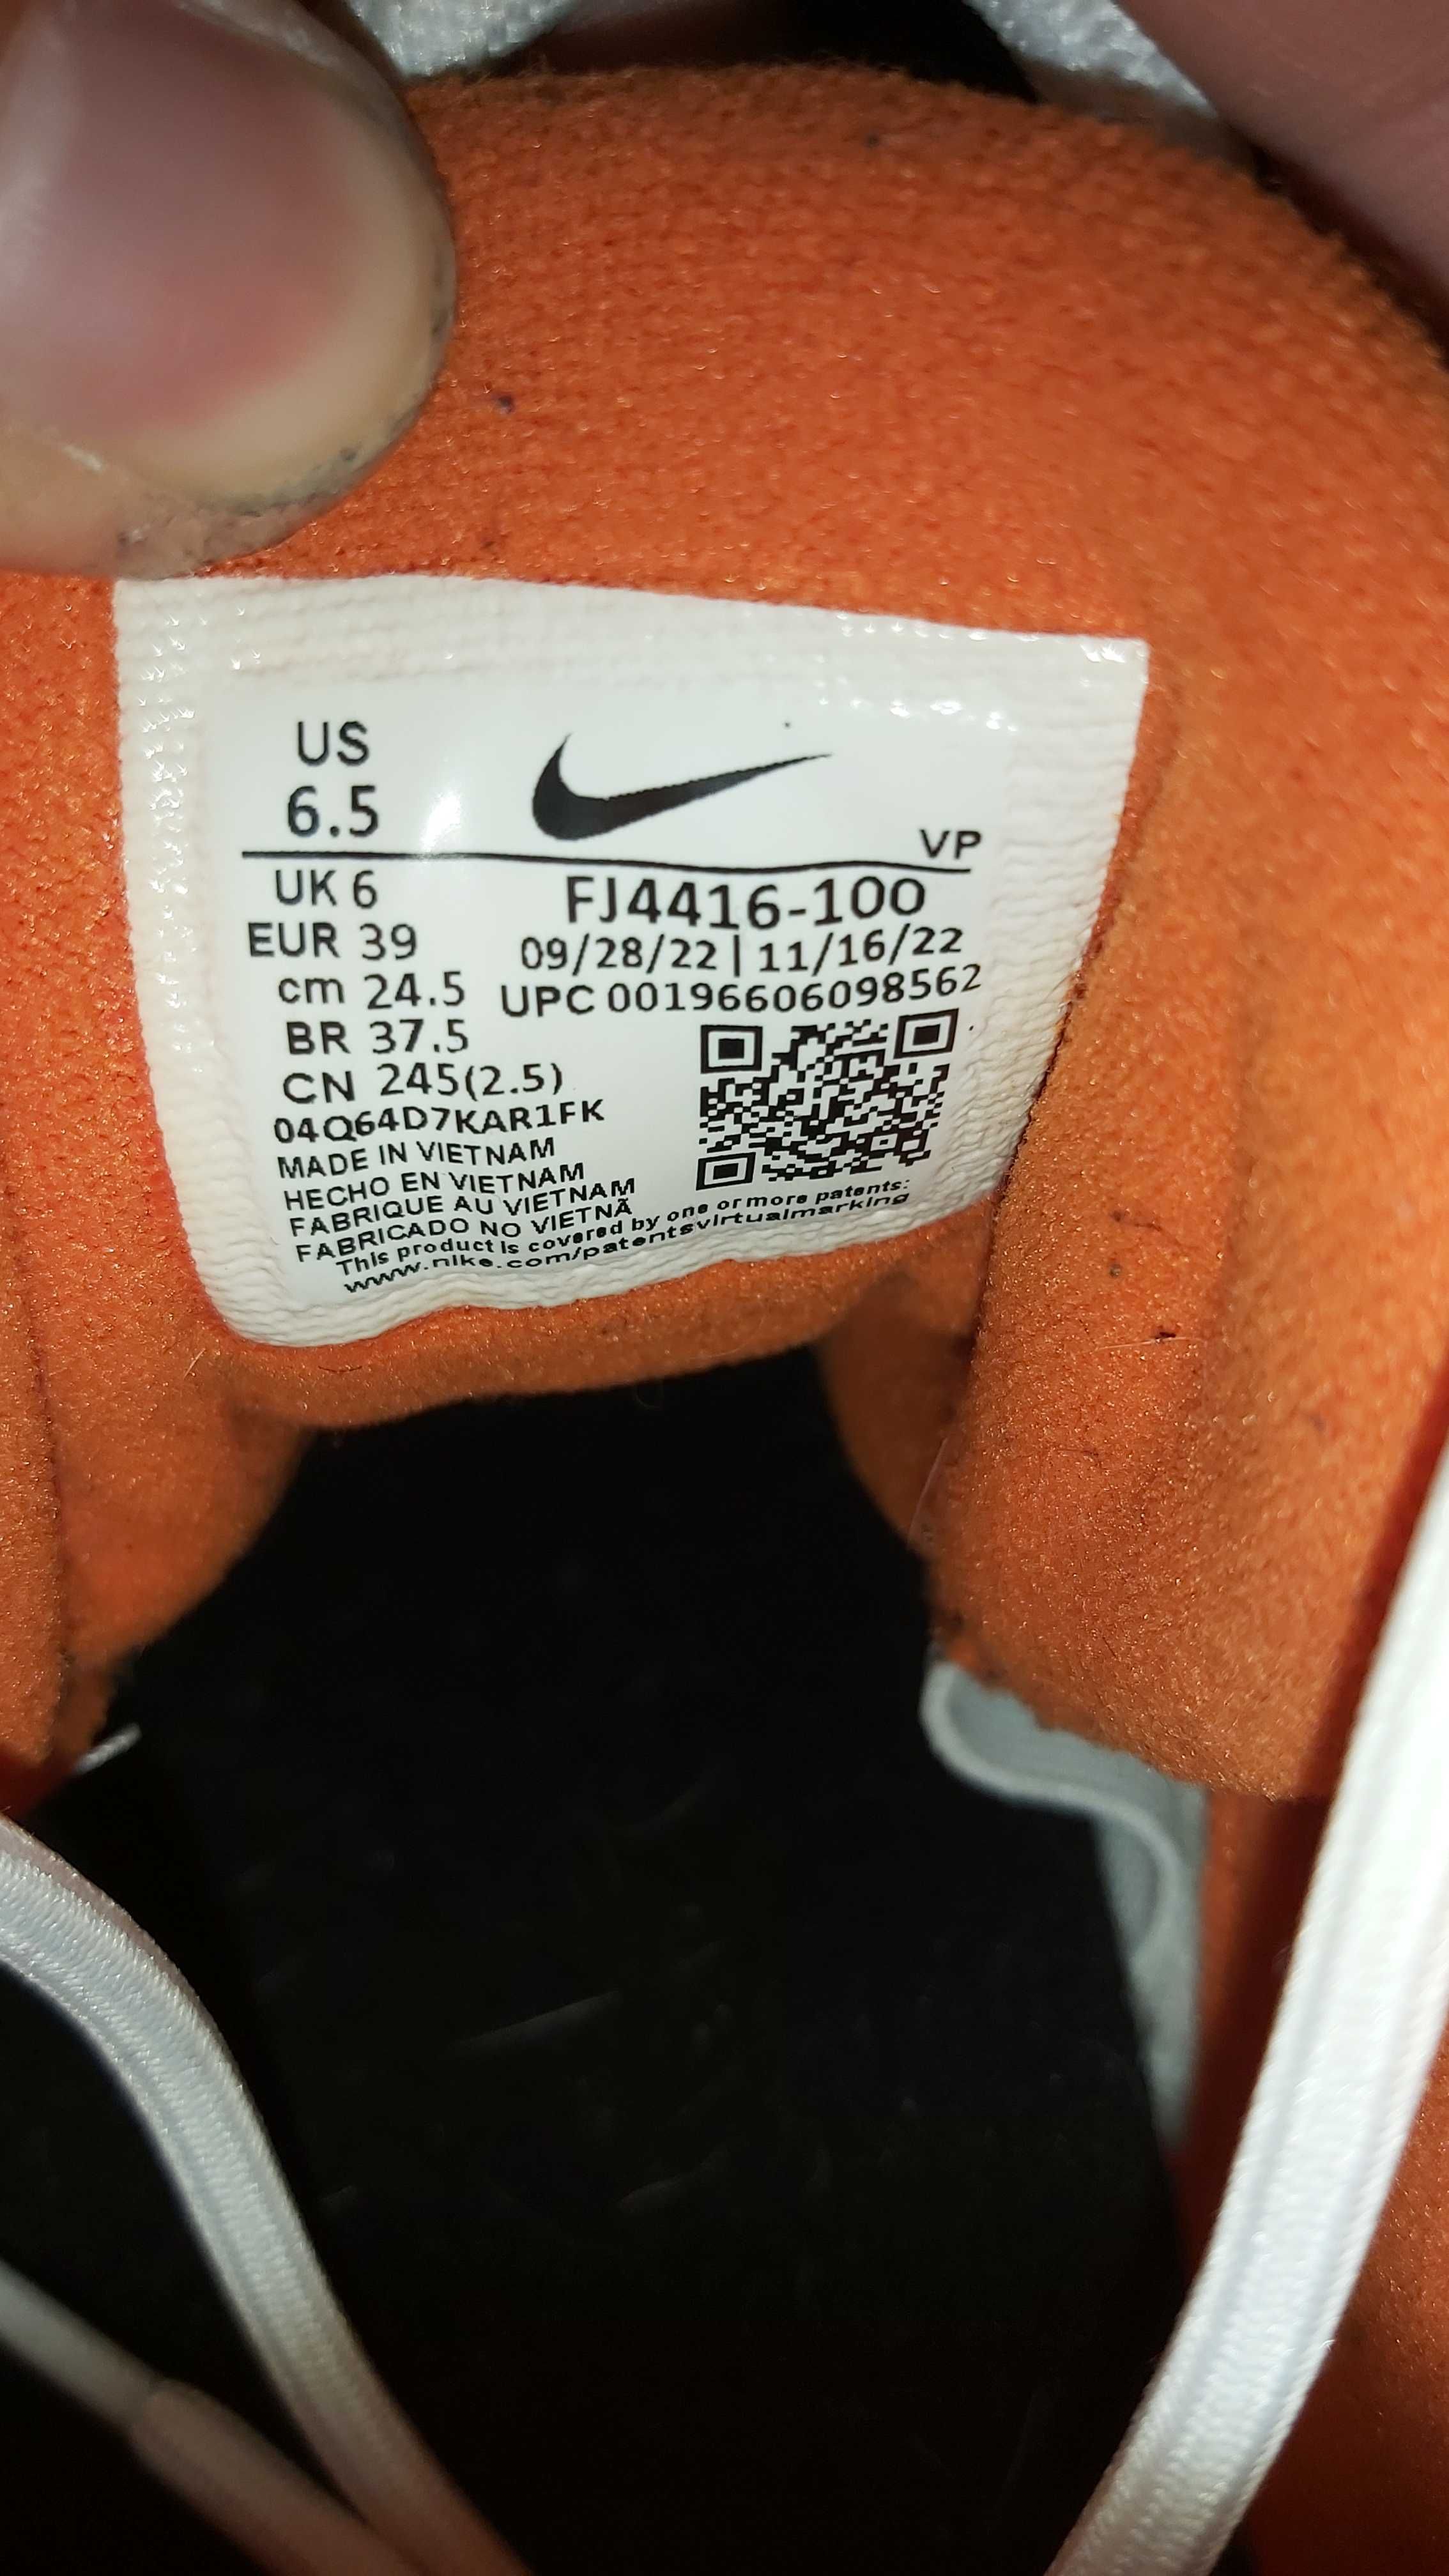 US
6.5
VP
UK 6
EUR 39
cm 24.5
BR 37.5
CN 245(2.5)
FJ4416-100
09/28/22 | 11/16/22
UPC 00196606098562
04Q64D7KAR1FK
MADE IN VIETNAM
HECHO EN VIETNAM
FABRIQUE AU VIETNAM
FABRICADO NO VIETNÃ
This product is covered by one or more patents:
www.nike.com/patentsvirtualmarking